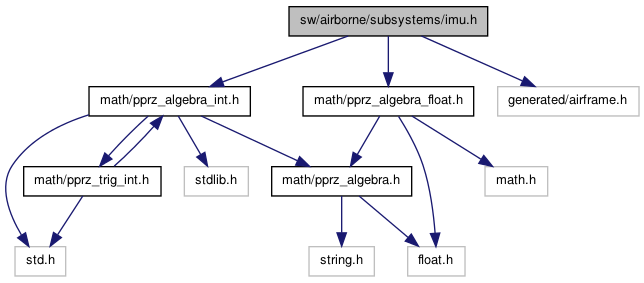 sw/airborne/subsystems/imu.h
math/pprz_algebra_int.h
math/pprz_algebra_float.h
generated/airframe.h
math/pprz_trig_int.h
stdlib.h
math/pprz_algebra.h
math.h
std.h
string.h
float.h